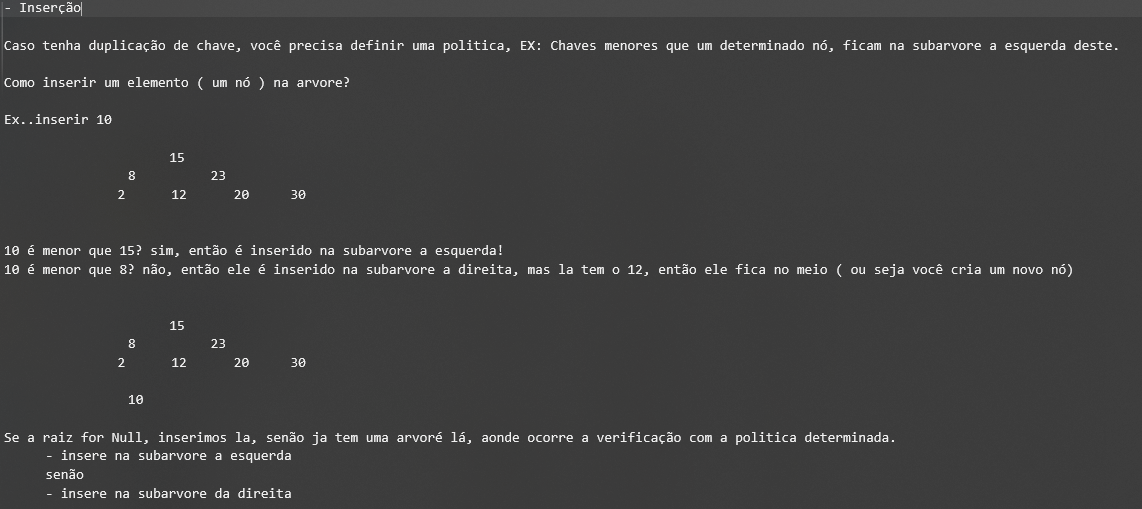 - Inserção
Caso tenha duplicação de chave, você precisa definir uma politica, EX: Chaves menores que um determinado nó, ficam na subarvore a esquerda deste.
Como inserir um elemento ( um nó ) na arvore?
Ex..inserir 10
15
8 23
2 12 20 30
10 é menor que 15? sim, então é inserido na subarvore a esquerda!
10 é menor que 8? não, então ele é inserido na subarvore a direita, mas la tem o 12, então ele fica no meio ( ou seja você cria um novo nó)
15
8 23
2 12 20 30
10
Se a raiz for Null, inserimos la, senão ja tem uma arvoré lá, aonde ocorre a verificação com a politica determinada.
- insere na subarvore a esquerda
senão
- insere na subarvore da direita